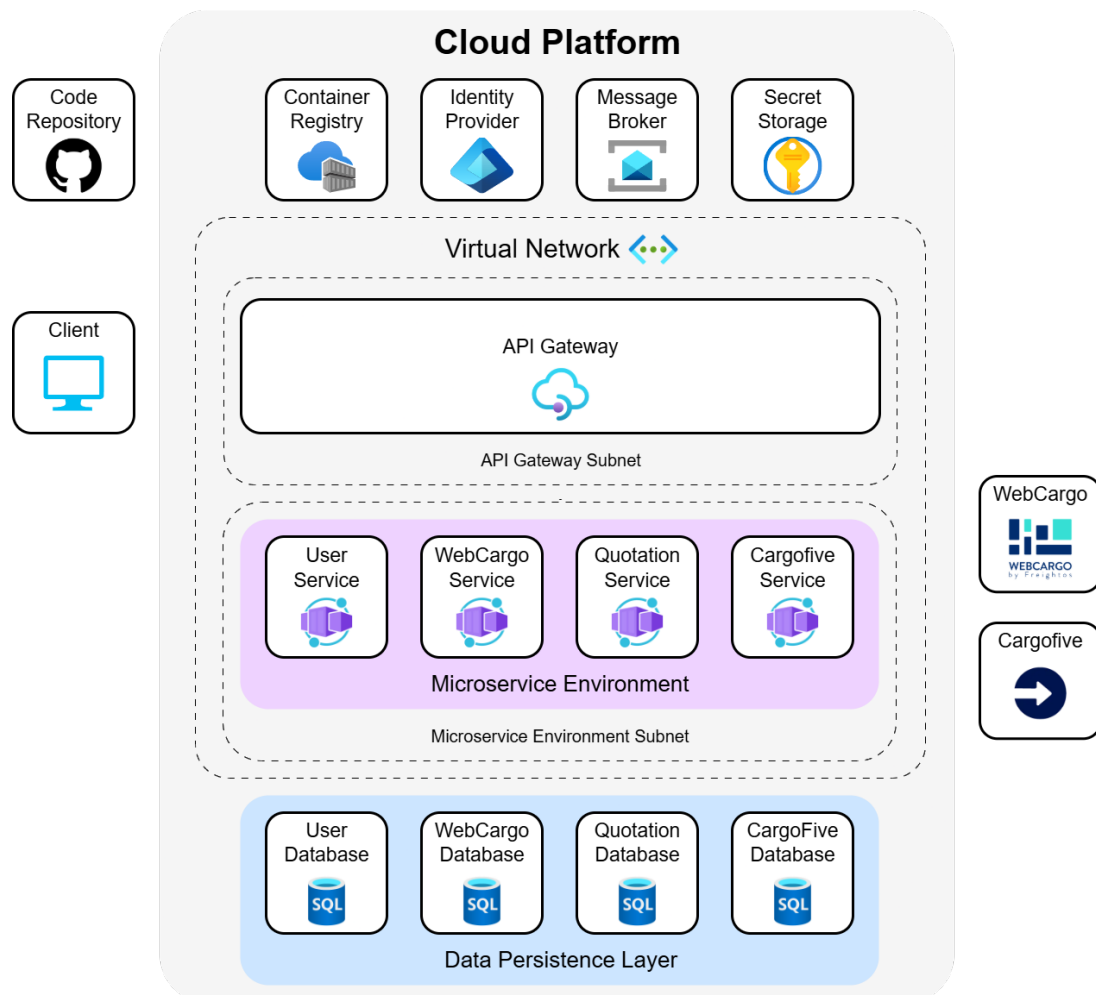 Cloud Platform
Code
Repository
Container
Registry
Identity
Provider
Message
Broker
Secret
Storage
Virtual Network
Client
API Gateway
API Gateway Subnet
WebCargo
WEBCARGO
by Freightos
User
Service
WebCargo
Service
Quotation
Service
Cargofive
Service
Microservice Environment
Cargofive
Microservice Environment Subnet
User
Database
SQL
WebCargo
Database
SQL
Quotation
Database
SQL
CargoFive
Database
SQL
Data Persistence Layer